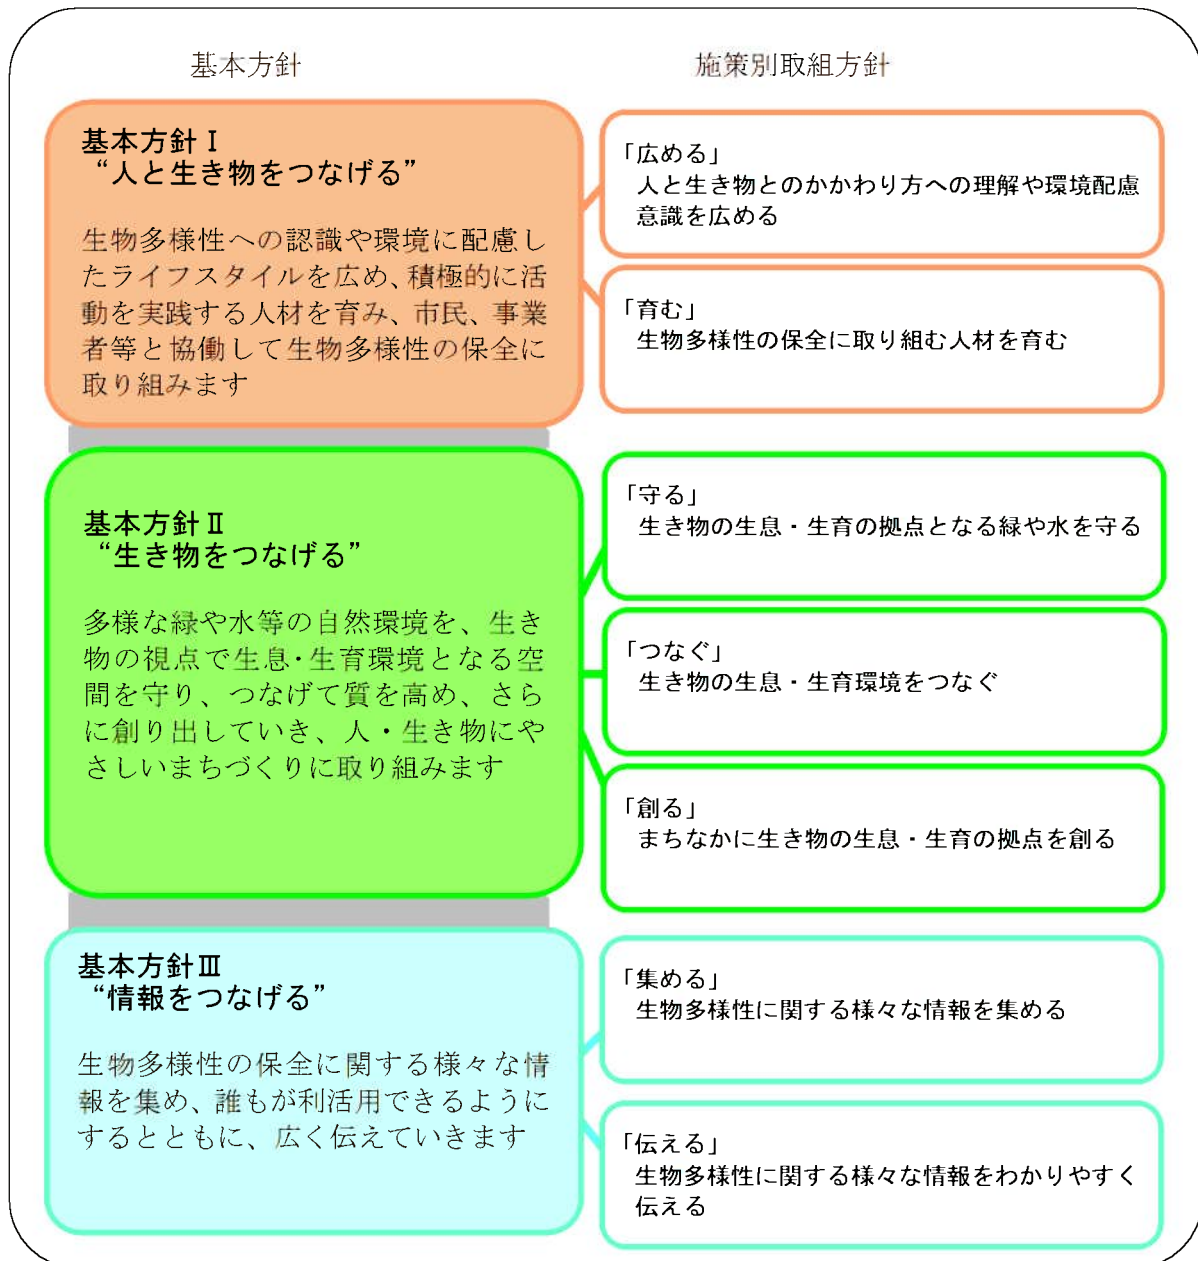 基本方針
施策別取組方針
基本方針Ⅰ
“人と生き物をつなげる”
生物多様性への認識や環境に配慮し
たライフスタイルを広め、積極的に活
動を実践する人材を育み、市民、事業
者等と協働して生物多様性の保全に
取り組みます
「広める」
人と生き物とのかかわり方への理解や環境配慮
意識を広める
「育む」
生物多様性の保全に取り組む人材を育む
基本方針Ⅱ
“生き物をつなげる”
多様な緑や水等の自然環境を、生き
物の視点で生息・生育環境となる空
間を守り、つなげて質を高め、さら
に創り出していき、人・生き物にや
さしいまちづくりに取り組みます
「守る」
生き物の生息・生育の拠点となる緑や水を守る
「つなぐ」
生き物の生息・生育環境をつなぐ
「創る」
まちなかに生き物の生息・生育の拠点を創る
基本方針Ⅲ
“情報をつなげる”
生物多様性の保全に関する様々な情
報を集め、誰もが利活用できるように
するとともに、広く伝えていきます
「集める」
生物多様性に関する様々な情報を集める
「伝える」
生物多様性に関する様々な情報をわかりやすく
伝える